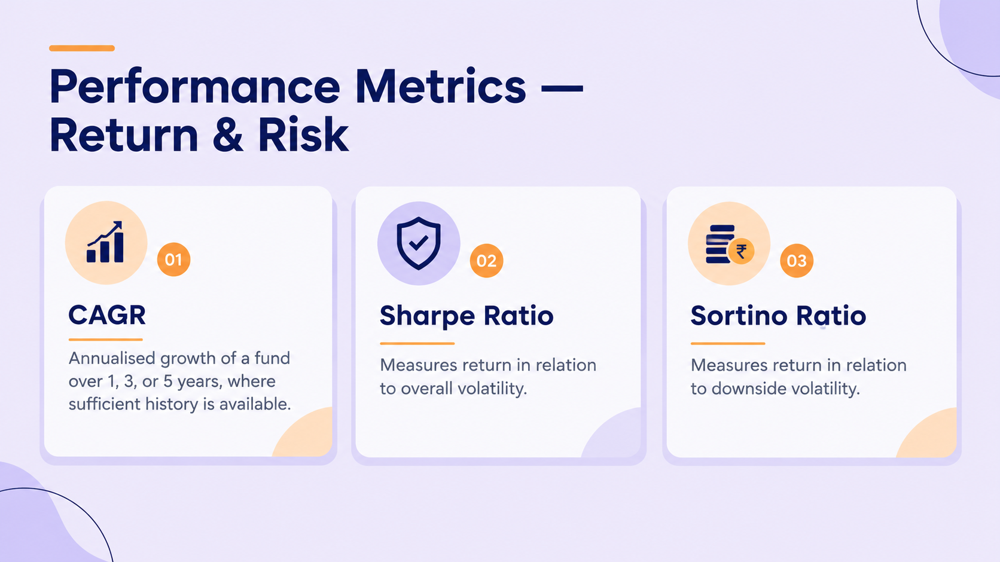 Performance Metrics —
Return & Risk
01
CAGR
Annualised growth of a fund
over 1, 3, or 5 years, where
sufficient history is available.
02
Sharpe Ratio
Measures return in relation
to overall volatility.
₹
03
Sortino Ratio
Measures return in relation
to downside volatility.